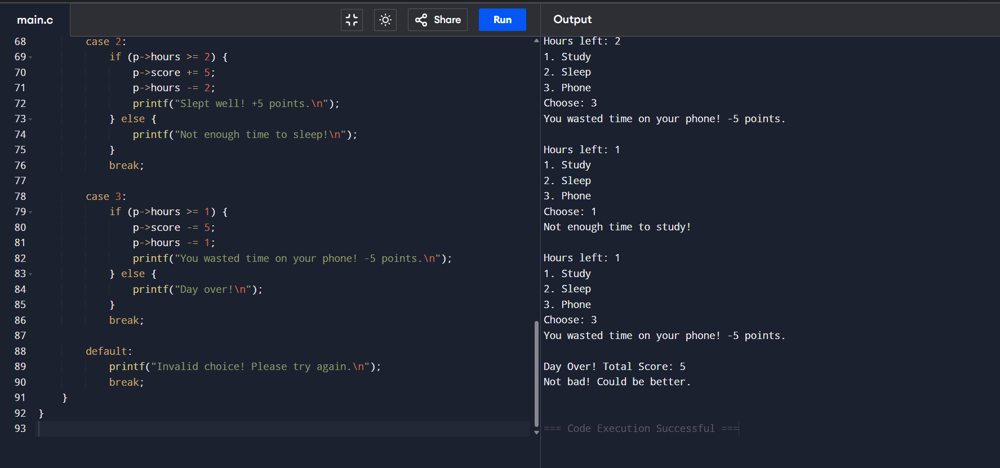 main.c
Share
Run
Output
68 case 2:
69 if (p->hours >= 2) {
70 p->score += 5;
71 p->hours -= 2;
72 printf("Slept well! +5 points.\n");
73 } else {
74 printf("Not enough time to sleep!\n");
75 }
76 break;
77
78 case 3:
79 if (p->hours >= 1) {
80 p->score -= 5;
81 p->hours -= 1;
82 printf("You wasted time on your phone! -5 points.\n");
83 } else {
84 printf("Day over!\n");
85 }
86 break;
87
88 default:
89 printf("Invalid choice! Please try again.\n");
90 break;
91 }
92 }
93
Hours left: 2
1. Study
2. Sleep
3. Phone
Choose: 3
You wasted time on your phone! -5 points.
Hours left: 1
1. Study
2. Sleep
3. Phone
Choose: 1
Not enough time to study!
Hours left: 1
1. Study
2. Sleep
3. Phone
Choose: 3
You wasted time on your phone! -5 points.
Day Over! Total Score: 5
Not bad! Could be better.
=== Code Execution Successful ===